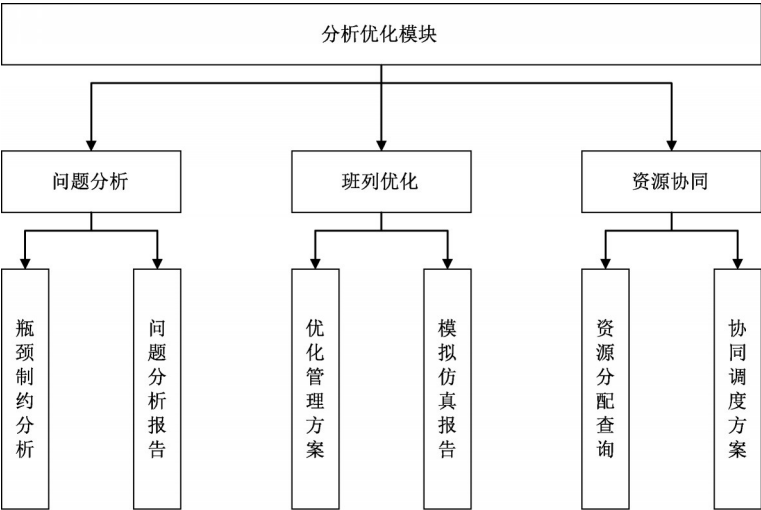 分析优化模块
问题分析
班列优化
资源协同
瓶颈制约分析
问题分析报告
优化管理方案
模拟仿真报告
资源分配查询
协同调度方案